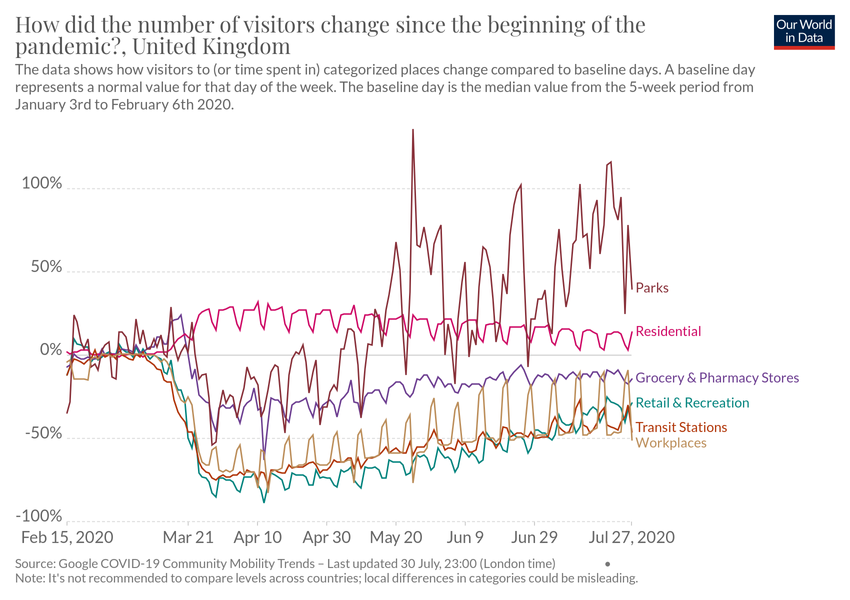 How did the number of visitors change since the beginning of the
pandemic?, United Kingdom
Our World
in Data
The data shows how visitors to (or time spent in) categorized places change compared to baseline days. A baseline day
represents a normal value for that day of the week. The baseline day is the median value from the 5-week period from
January 3rd to February 6th 2020.
100%
50%
0%
-50%
-100%
Parks
Residential
Grocery & Pharmacy Stores
Retail & Recreation
Transit Stations
Workplaces
Feb 15, 2020
Mar 21
Apr 10
Apr 30
May 20
Jun 9
Jun 29
Jul 27, 2020
Source: Google COVID-19 Community Mobility Trends – Last updated 30 July, 23:00 (London time)
Note: It's not recommended to compare levels across countries; local differences in categories could be misleading.